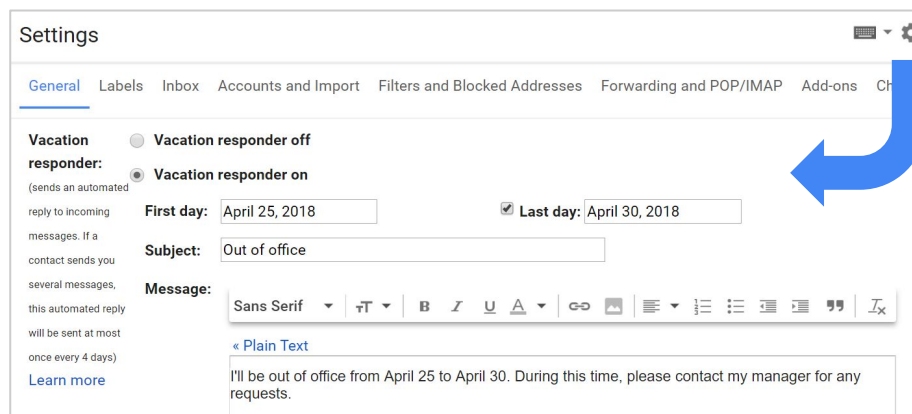 Settings
General Labels Inbox Accounts and Import Filters and Blocked Addresses Forwarding and POP/IMAP Add-ons Ch
Vacation responder:
(sends an automated
reply to incoming
messages. If a
contact sends you
several messages,
this automated reply
will be sent at most
once every 4 days)
Learn more
Vacation responder off
Vacation responder on
First day: April 25, 2018 Last day: April 30, 2018
Subject: Out of office
Message:
Sans Serif
« Plain Text
I'll be out of office from April 25 to April 30. During this time, please contact my manager for any
requests.